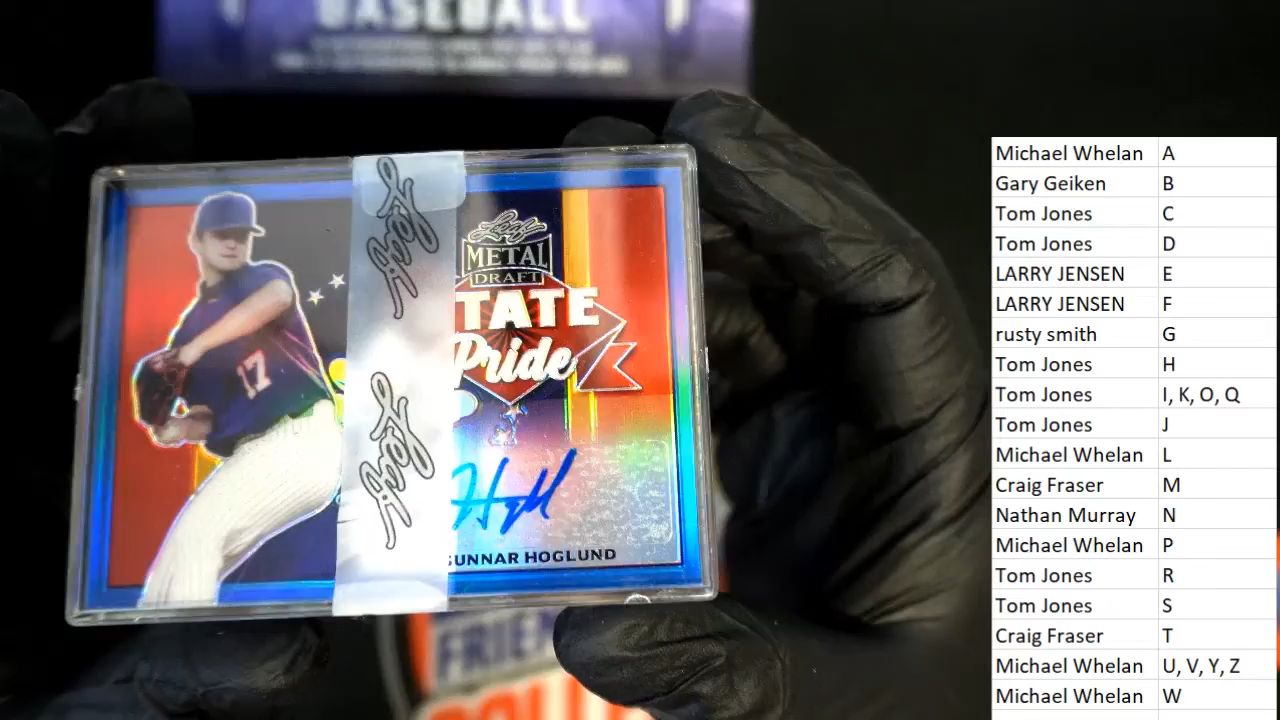 BASEBALL
Leaf
Leaf
Leaf
METAL
DRAFT
TATE
Pride
17
GUNNAR HOGLUND
FRIEN
Michael Whelan A
Gary Geiken B
Tom Jones C
Tom Jones D
LARRY JENSEN E
LARRY JENSEN F
rusty smith G
Tom Jones H
Tom Jones I, K, O, Q
Tom Jones J
Michael Whelan L
Craig Fraser M
Nathan Murray N
Michael Whelan P
Tom Jones R
Tom Jones S
Craig Fraser T
Michael Whelan U, V, Y, Z
Michael Whelan W